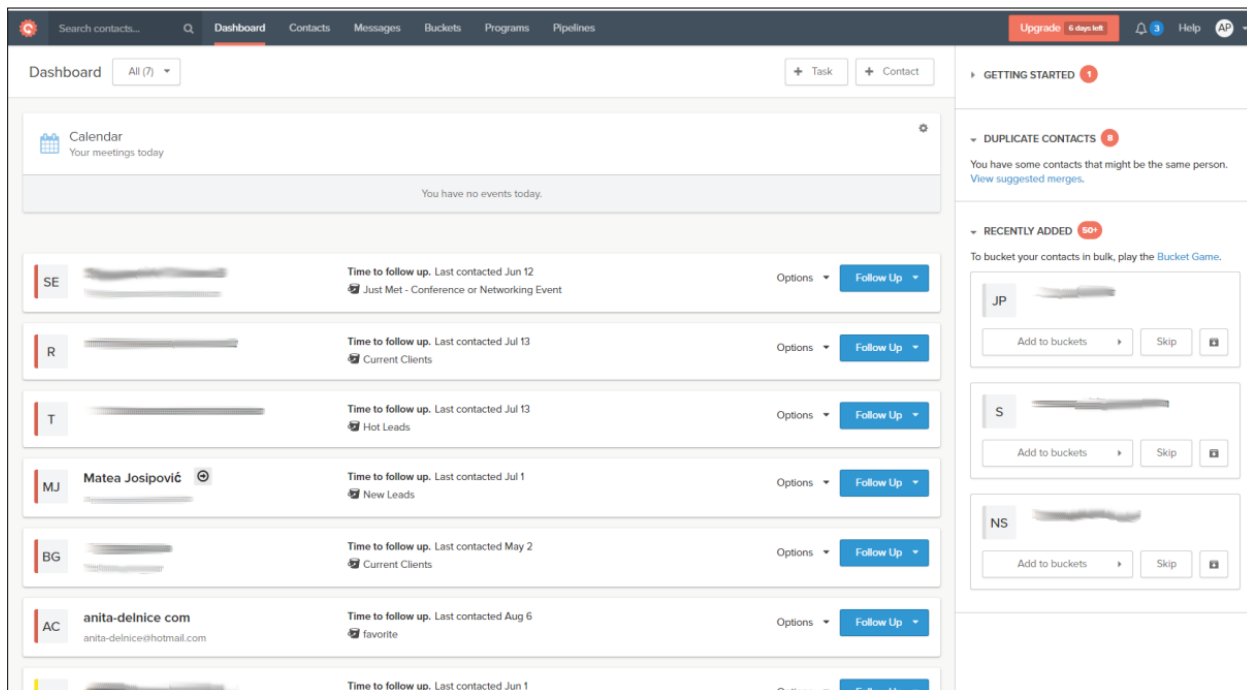 Search contacts... Dashboard Contacts Messages Buckets Programs Pipelines Upgrade 6 days left 3 Help AP
Dashboard All (7) + Task + Contact
Calendar
Your meetings today
You have no events today.
SE
Time to follow up. Last contacted Jun 12
Just Met - Conference or Networking Event
Options Follow Up
R
Time to follow up. Last contacted Jul 13
Current Clients
Options Follow Up
T
Time to follow up. Last contacted Jul 13
Hot Leads
Options Follow Up
MJ
Matea Josipović
Time to follow up. Last contacted Jul 1
New Leads
Options Follow Up
BG
Time to follow up. Last contacted May 2
Current Clients
Options Follow Up
AC
anita-delnice com
anita-delnice@hotmail.com
Time to follow up. Last contacted Aug 6
favorite
Options Follow Up
Time to follow up. Last contacted Jun 1
GETTING STARTED 1
DUPLICATE CONTACTS 8
You have some contacts that might be the same person.
View suggested merges.
RECENTLY ADDED 50+
To bucket your contacts in bulk, play the Bucket Game.
JP
Add to buckets Skip
S
Add to buckets Skip
NS
Add to buckets Skip